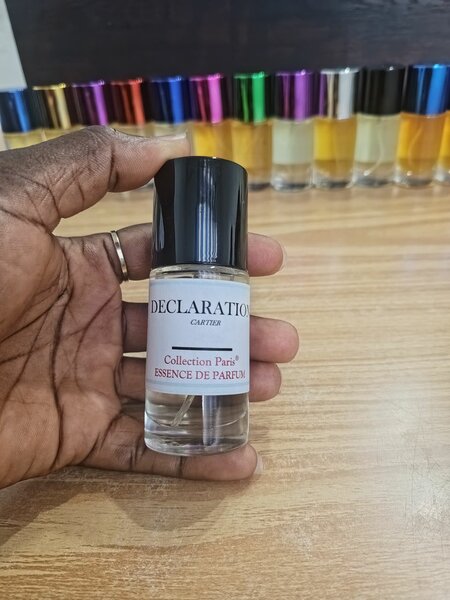 DECLARATION
CARTIER
Collection Paris®
ESSENCE DE PARFUM